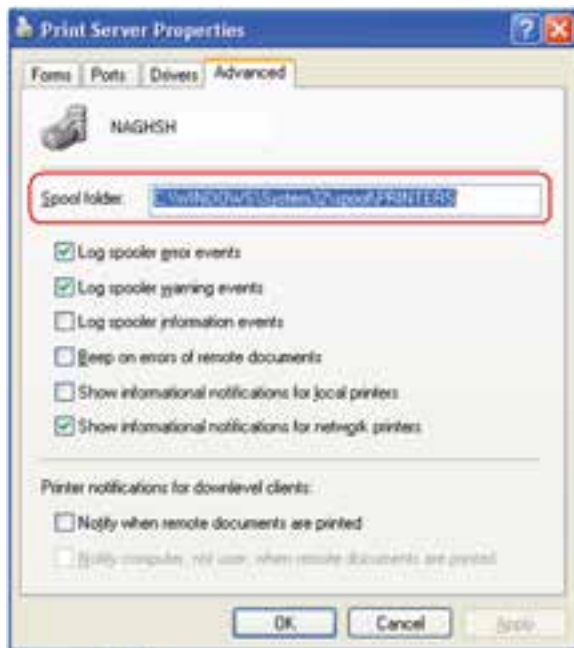 Print Server Properties
Forms Ports Drivers Advanced
NAGHSH
Spool folder: C:\WINDOWS\System32\spool\PRINTERS
Log spooler error events
Log spooler warning events
Log spooler information events
Beep on errors of remote documents
Show informational notifications for local printers
Show informational notifications for network printers
Printer notifications for downlevel clients:
Notify when remote documents are printed
Notify computer, not user, when remote documents are printed
OK Cancel Apply